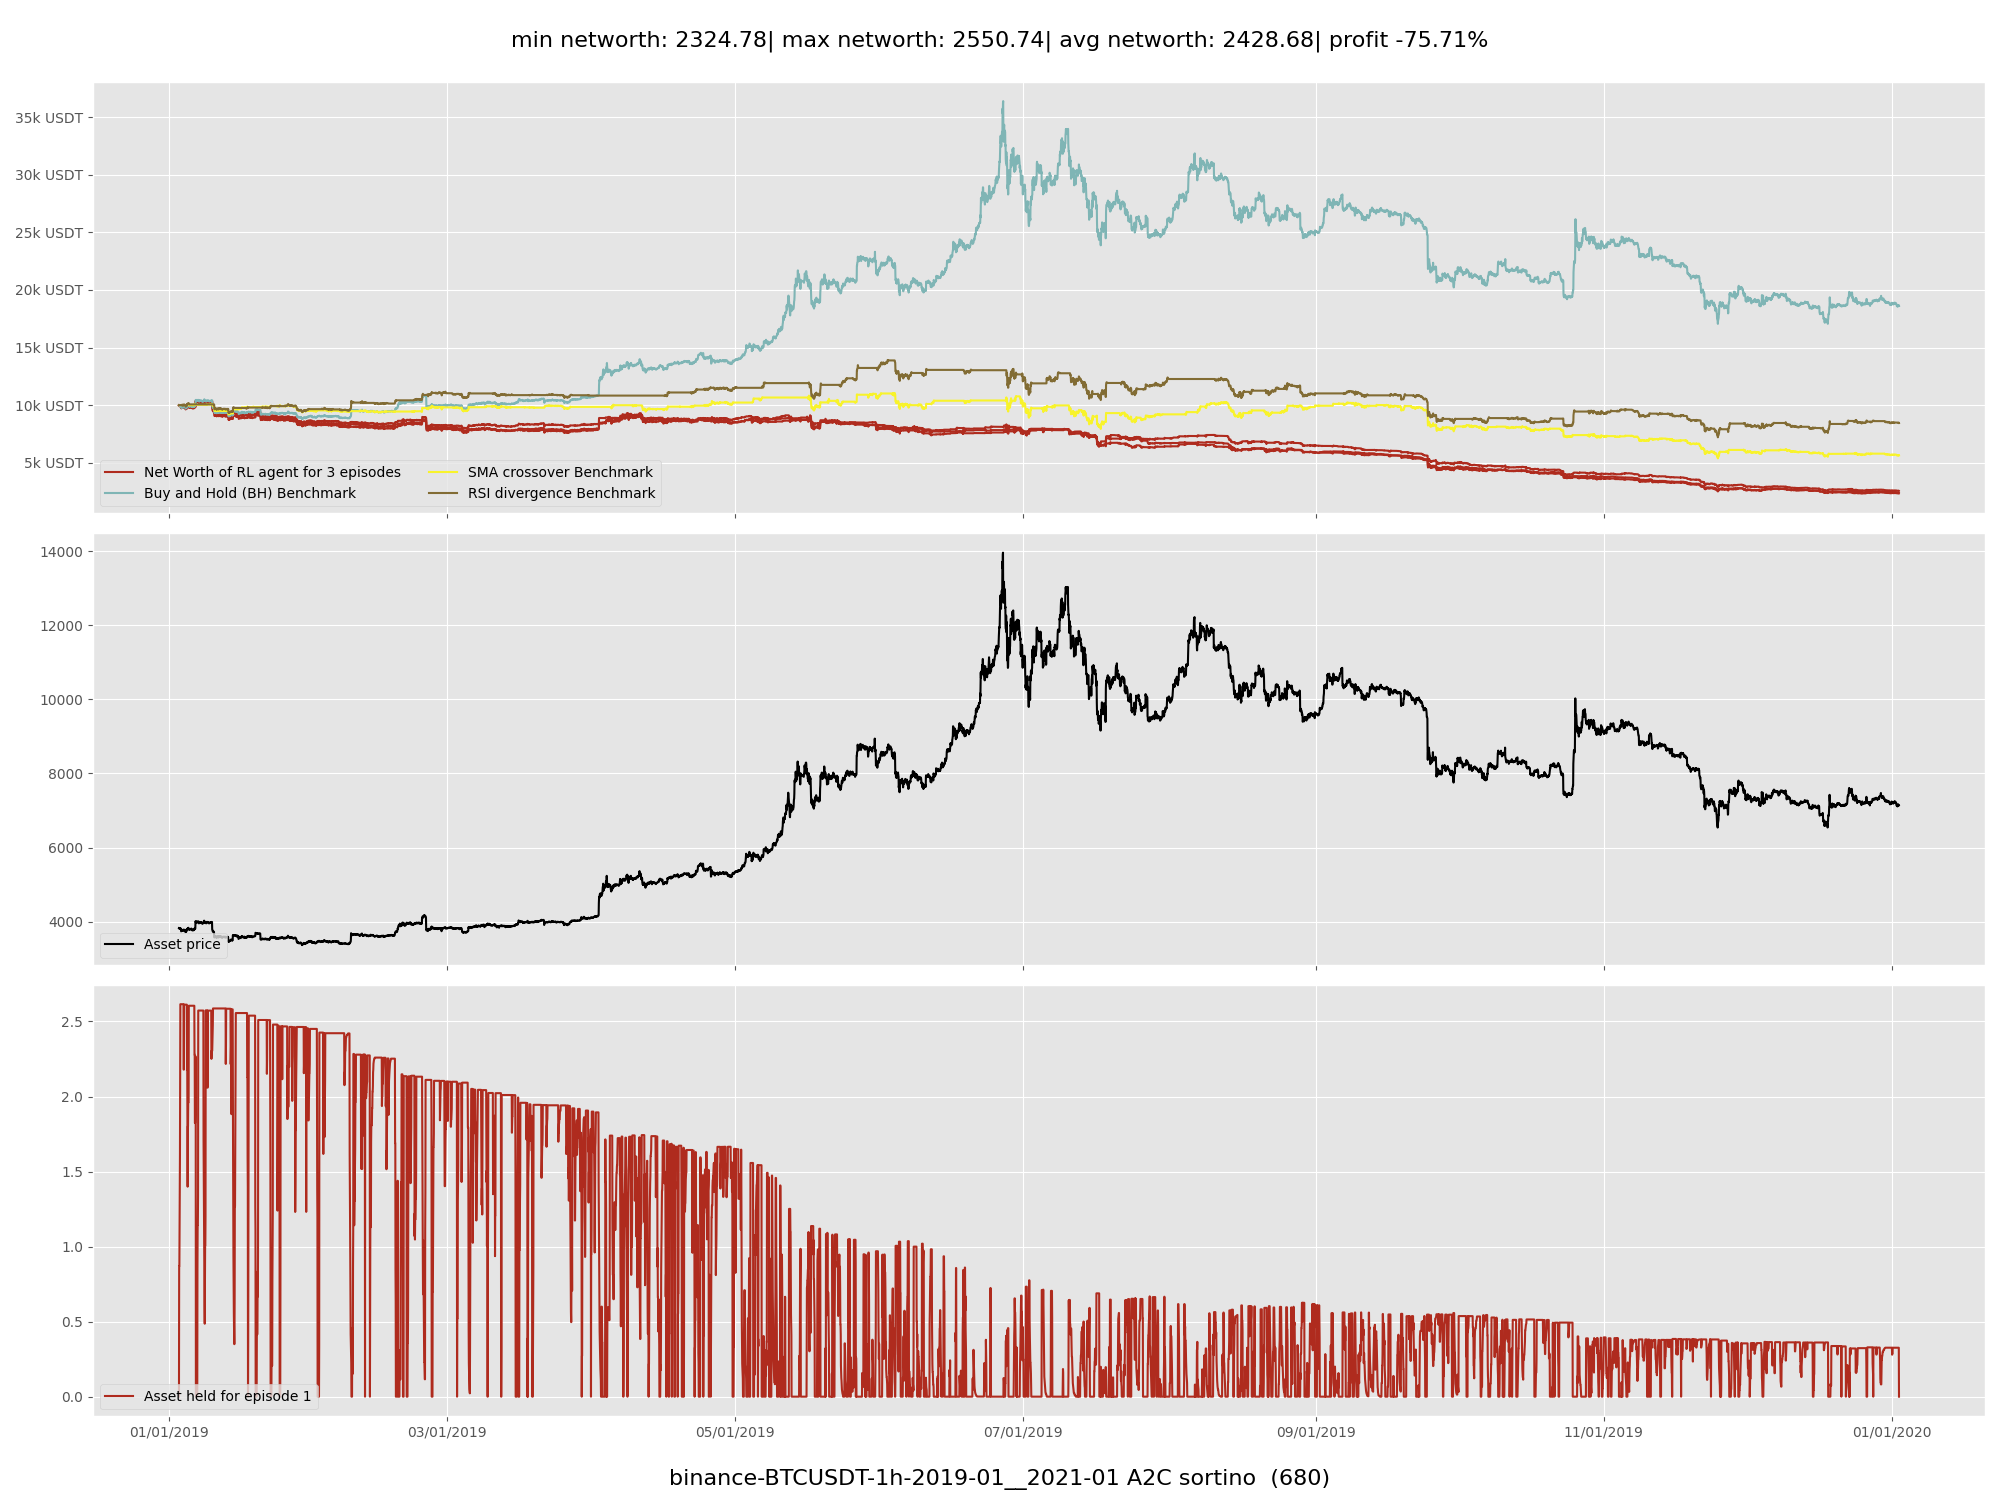 min networth: 2324.78| max networth: 2550.74| avg networth: 2428.68| profit -75.71%
35k USDT
30k USDT
25k USDT
20k USDT
15k USDT
10k USDT
5k USDT
Net Worth of RL agent for 3 episodes
Buy and Hold (BH) Benchmark
SMA crossover Benchmark
RSI divergence Benchmark
14000
12000
10000
8000
6000
4000
Asset price
2.5
2.0
1.5
1.0
0.5
0.0
Asset held for episode 1
01/01/2019 03/01/2019 05/01/2019 07/01/2019 09/01/2019 11/01/2019 01/01/2020
binance-BTCUSDT-1h-2019-01__2021-01 A2C sortino (680)